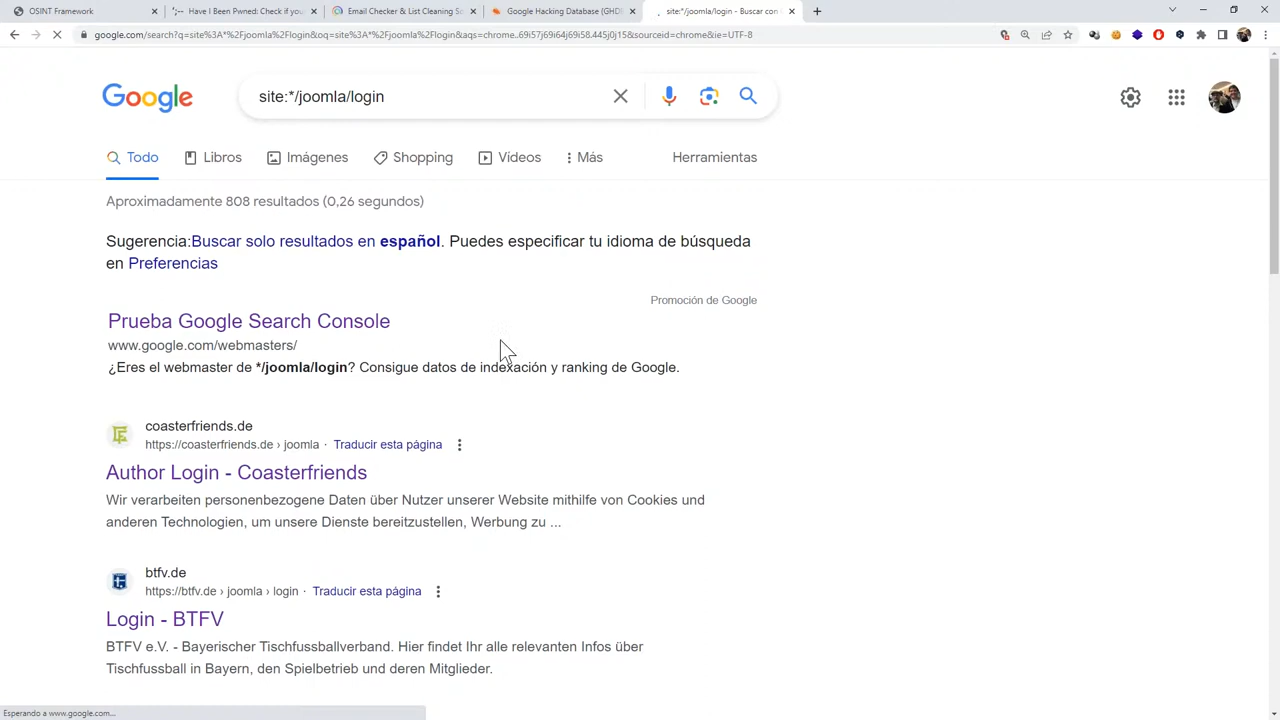 OSINT Framework
Have I Been Pwned: Check if you
Email Checker & List Cleaning So
Google Hacking Database (GHD
site:*/joomla/login - Buscar con
google.com/search?q=site%3A*%2Fjoomla%2Flogin&oq=site%3A*%2Fjoomla%2Flogin&aqs=chrome..69i57j69i64j69i58.445j0j15&sourceid=chrome&ie=UTF-8
Google
site:*/joomla/login
Todo
Libros
Imágenes
Shopping
Vídeos
Más
Herramientas
Aproximadamente 808 resultados (0,26 segundos)
Sugerencia:Buscar solo resultados en español. Puedes especificar tu idioma de búsqueda
en Preferencias
Promoción de Google
Prueba Google Search Console
www.google.com/webmasters/
¿Eres el webmaster de */joomla/login? Consigue datos de indexación y ranking de Google.
coasterfriends.de
https://coasterfriends.de › joomla · Traducir esta página
Author Login - Coasterfriends
Wir verarbeiten personenbezogene Daten über Nutzer unserer Website mithilfe von Cookies und
anderen Technologien, um unsere Dienste bereitzustellen, Werbung zu ...
btfv.de
https://btfv.de › joomla › login · Traducir esta página
Login - BTFV
BTFV e.V. - Bayerischer Tischfussballverband. Hier findet Ihr alle relevanten Infos über
Tischfussball in Bayern, den Spielbetrieb und deren Mitglieder.
Esperando a www.google.com...